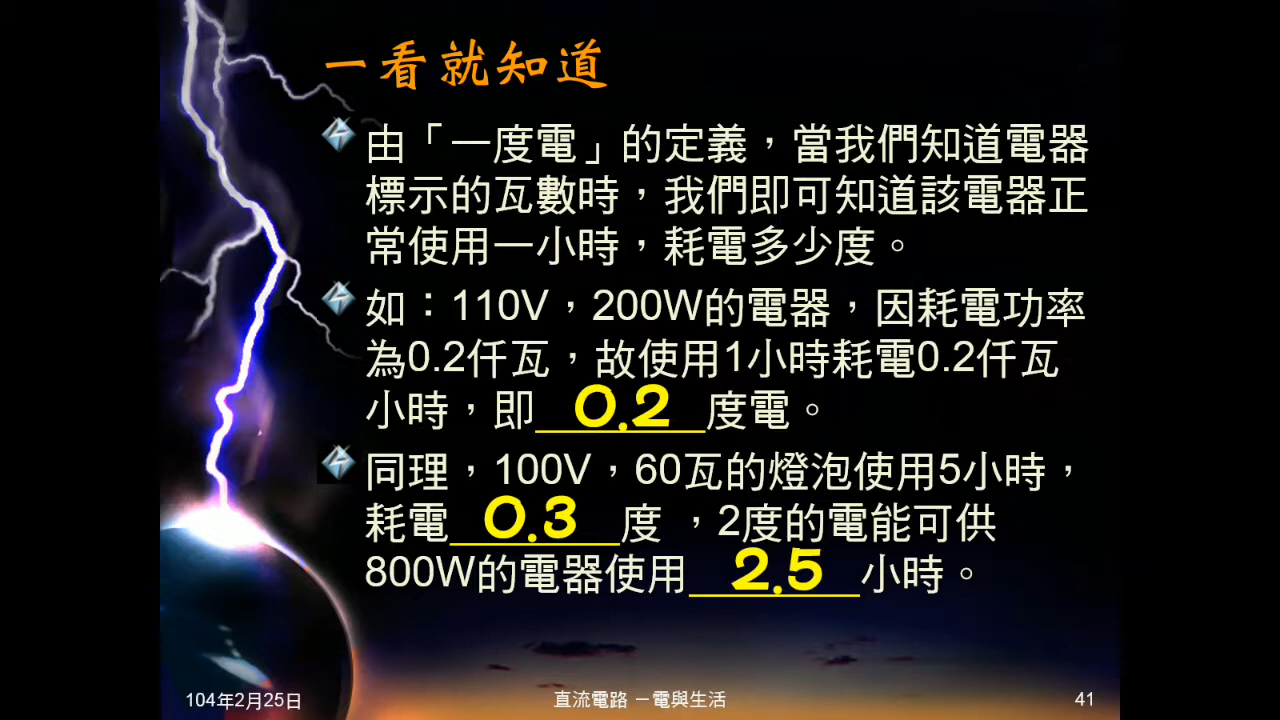 一看就知道
由「一度電」的定義，當我們知道電器
標示的瓦數時，我們即可知道該電器正
常使用一小時，耗電多少度。
如：110V，200W的電器，因耗電功率
為0.2仟瓦，故使用1小時耗電0.2仟瓦
小時，即0.2度電。
同理，100V，60瓦的燈泡使用5小時，
耗電0.3度 ，2度的電能可供
800W的電器使用2.5小時。
104年2月25日
直流電路 －電與生活
41